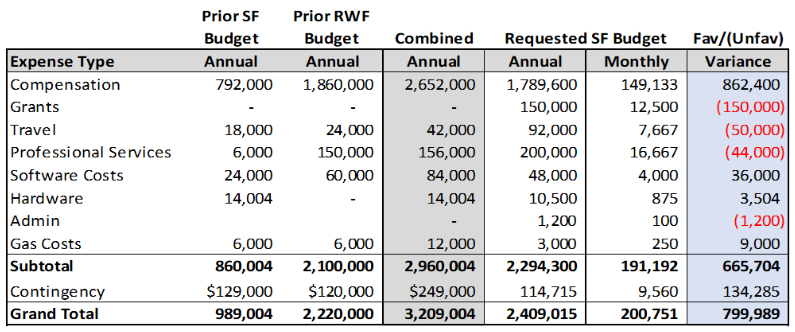 Prior SF Prior RWF
Budget Budget Combined Requested SF Budget Fav/(Unfav)
Expense Type Annual Annual Annual Annual Monthly Variance
Compensation 792,000 1,860,000 2,652,000 1,789,600 149,133 862,400
Grants - - - 150,000 12,500 (150,000)
Travel 18,000 24,000 42,000 92,000 7,667 (50,000)
Professional Services 6,000 150,000 156,000 200,000 16,667 (44,000)
Software Costs 24,000 60,000 84,000 48,000 4,000 36,000
Hardware 14,004 - 14,004 10,500 875 3,504
Admin - 1,200 100 (1,200)
Gas Costs 6,000 6,000 12,000 3,000 250 9,000
Subtotal 860,004 2,100,000 2,960,004 2,294,300 191,192 665,704
Contingency $129,000 $120,000 $249,000 114,715 9,560 134,285
Grand Total 989,004 2,220,000 3,209,004 2,409,015 200,751 799,989